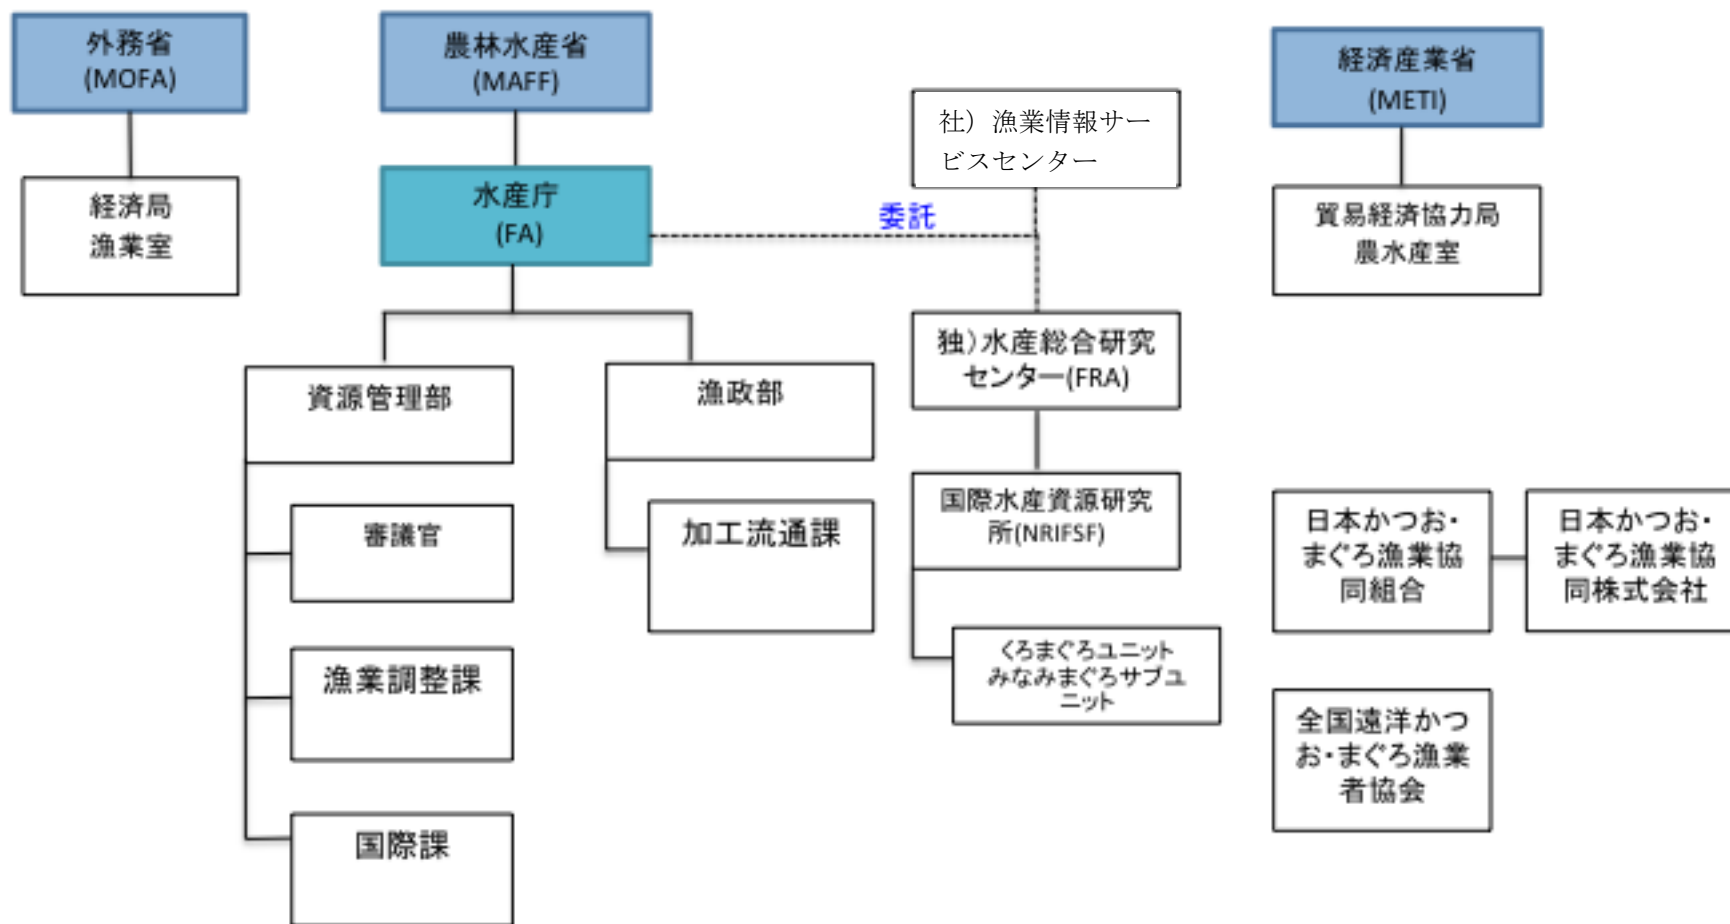 外務省
(MOFA)
農林水産省
(MAFF)
経済産業省
(METI)
社）漁業情報サー
ビスセンター
経済局
漁業室
水産庁
(FA)
委託
貿易経済協力局
農水産室
独)水産総合研究
センター(FRA)
資源管理部
漁政部
国際水産資源研究
所(NRIFSF)
審議官
加工流通課
日本かつお・
まぐろ漁業協
同組合
日本かつお・
まぐろ漁業協
同株式会社
くろまぐろユニット
みなみまぐろサブユ
ニット
漁業調整課
全国遠洋かつ
お・まぐろ漁業
者協会
国際課